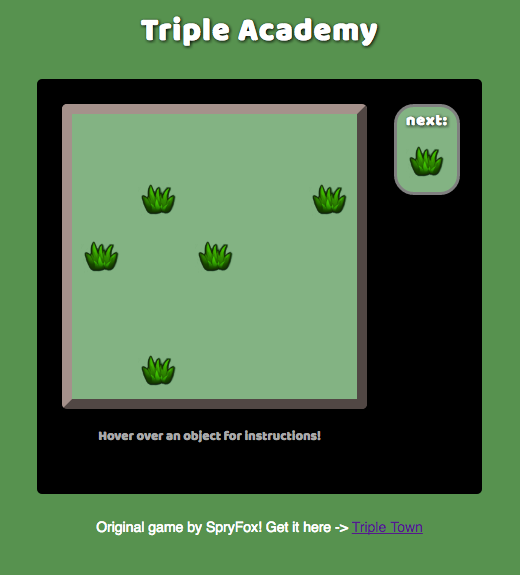 Triple Academy
next:
Hover over an object for instructions!
Original game by SpryFox! Get it here -> Triple Town